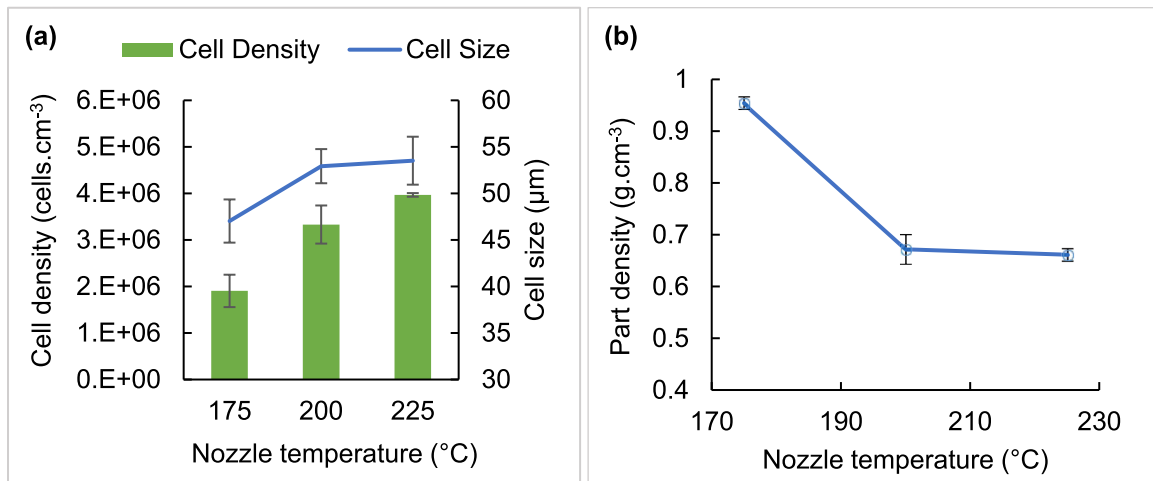 (a)
Cell Density
Cell Size
6.E+06
5.E+06
4.E+06
3.E+06
2.E+06
1.E+06
0.E+00
Cell density (cells.cm-3)
60
55
50
45
40
35
30
Cell size (µm)
175 200 225
Nozzle temperature (°C)
(b)
1
0.9
0.8
0.7
0.6
0.5
0.4
Part density (g.cm-3)
170 190 210 230
Nozzle temperature (°C)